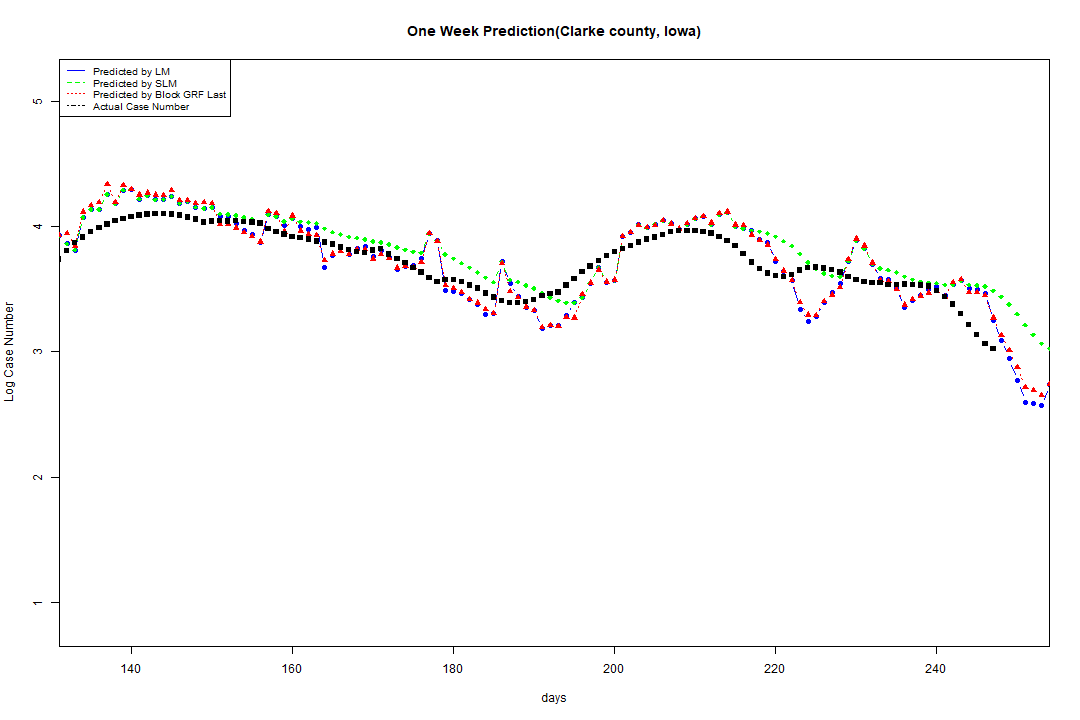 One Week Prediction(Clarke county, Iowa)
Predicted by LM
Predicted by SLM
Predicted by Block GRF Last
Actual Case Number
5
4
3
2
1
Log Case Number
140 160 180 200 220 240
days